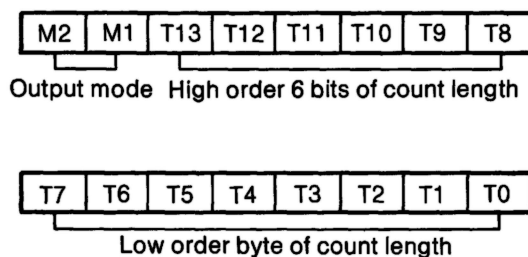 M2 M1 T13 T12 T11 T10 T9 T8
Output mode High order 6 bits of count length
T7 T6 T5 T4 T3 T2 T1 T0
Low order byte of count length